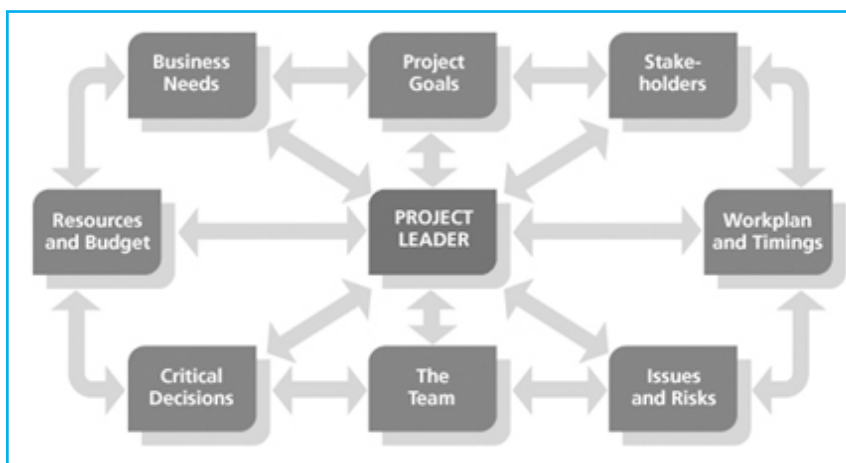 Business
Needs
Project
Goals
Stake-
holders
Resources
and Budget
PROJECT
LEADER
Workplan
and Timings
Critical
Decisions
The
Team
Issues
and Risks